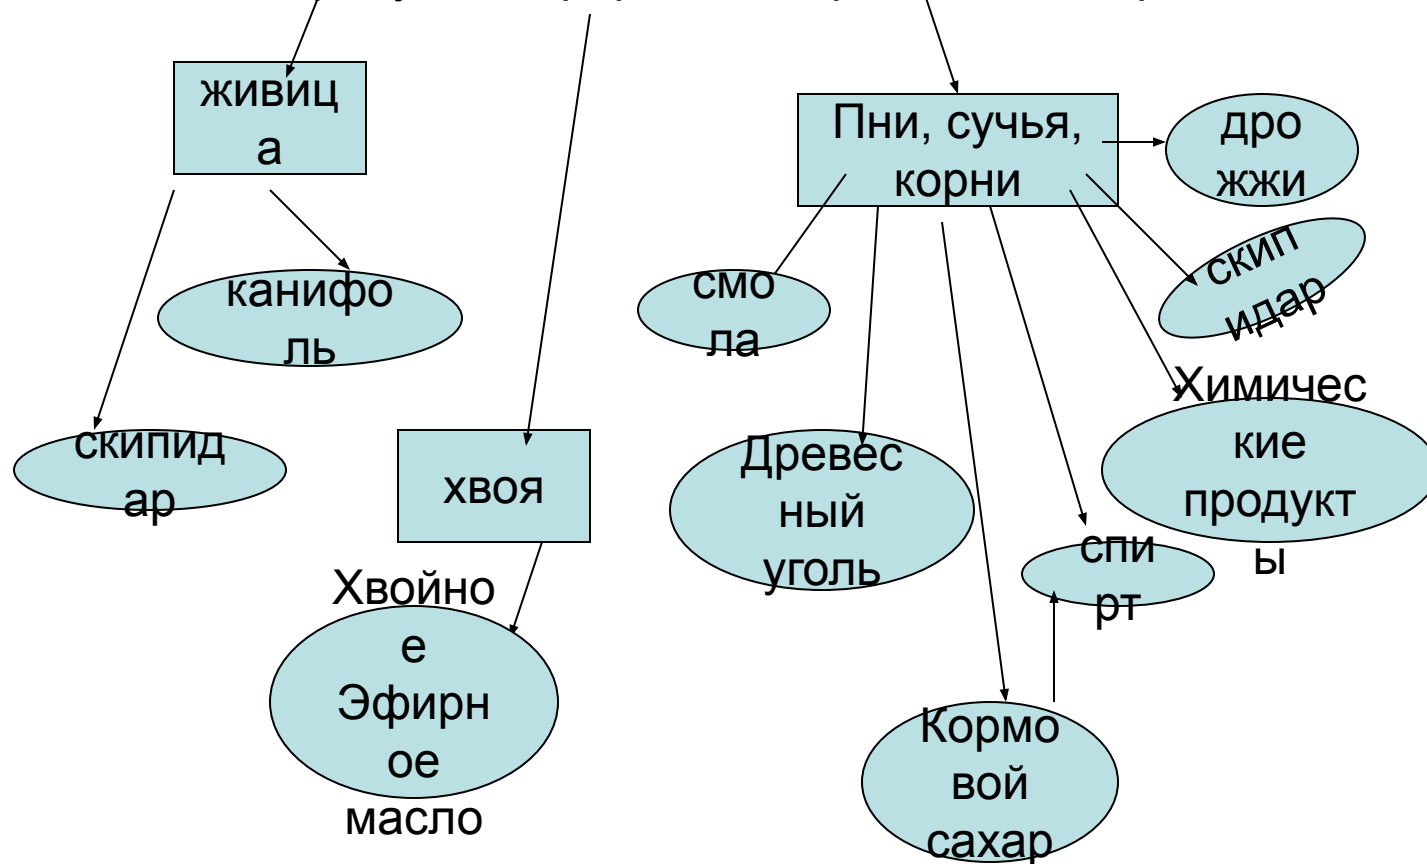 живиц
а
Пни, сучья,
корни
дро
жжи
скип
идар
канифо
ль
смо
ла
скипид
ар
хвоя
Древес
ный
уголь
Химичес
кие
продукт
ы
спи
рт
Хвойно
е
Эфирн
ое
масло
Кормо
вой
сахар